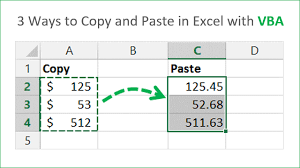 3 Ways to Copy and Paste in Excel with VBA
A B C D
1 Copy Paste
2 $ 125 125.45
3 $ 53 52.68
4 $ 512 511.63